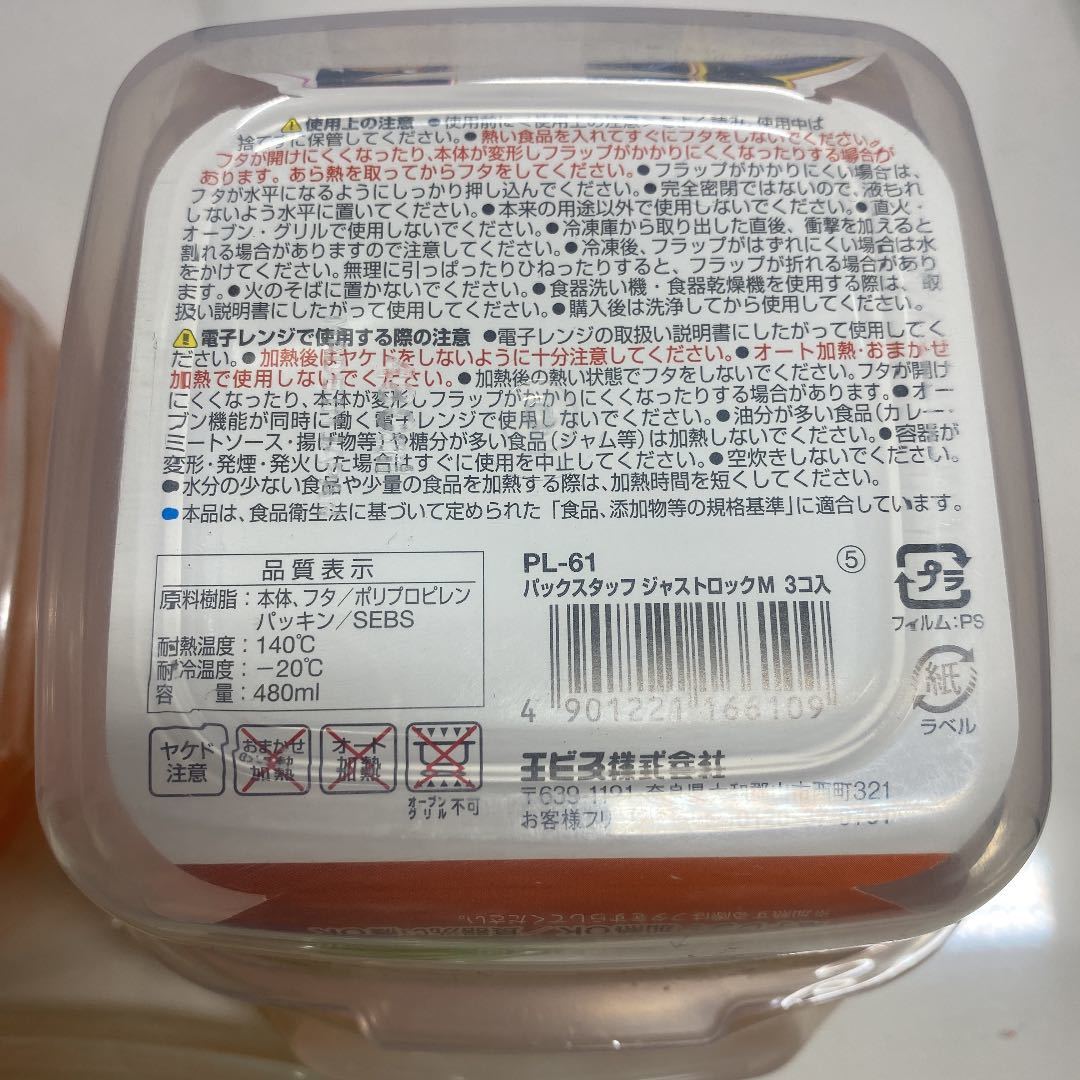 使用上の注意 ●使用前に
捨てずに保管してください。●熱い食品を入れてすぐにフタをしないでください。
フタが開けにくくなったり、本体が変形しフラップがかかりにくくなったりする場合が
あります。あら熱を取ってからフタをしてください。●フラップがかかりにくい場合は、
フタが水平になるようにしっかり押し込んでください。●完全密閉ではないので、液もれ
しないよう水平に置いてください。●本来の用途以外で使用しないでください。●直火・
オーブン・グリルで使用しないでください。●冷凍庫から取り出した直後、衝撃を加えると
割れる場合がありますので注意してください。●冷凍後、フラップがはずれにくい場合は水
をかけてください。無理に引っぱったりひねったりすると、フラップが折れる場合があり
ます。●火のそばに置かないでください。●食器洗い機・食器乾燥機を使用する際は、取
扱い説明書にしたがって使用してください。●購入後は洗浄してから使用してください。
電子レンジで使用する際の注意 ●電子レンジの取扱い説明書にしたがって使用してく
ださい。●加熱後はヤケドをしないように十分注意してください。●オート加熱・おまかせ
加熱で使用しないでください。●加熱後の熱い状態でフタをしないでください。フタが開け
にくくなったり、本体が変形しフラップがかかりにくくなったりする場合があります。●オー
ブン機能が同時に働く電子レンジで使用しないでください。●油分が多い食品(カレー・
ミートソース・揚げ物等)や糖分が多い食品(ジャム等)は加熱しないでください。●容器が
変形・発煙・発火した場合はすぐに使用を中止してください。●空炊きしないでください。
●水分の少ない食品や少量の食品を加熱する際は、加熱時間を短くしてください。
●本品は、食品衛生法に基づいて定められた「食品、添加物等の規格基準」に適合しています。
品質表示
原料樹脂:本体、フタ/ポリプロピレン
パッキン/SEBS
耐熱温度:140℃
耐冷温度:-20℃
容 量:480ml
PL-61 ⑤
パックスタッフ ジャストロックM 3コ入
4 901221 166109
プラ
フィルム:PS
紙
ラベル
ヤケド
注意
おまかせ
加熱
オート
加熱
オーブン
グリル 不可
エビス株式会社
〒639-1101 奈良県大和郡山市西町321
お客様フリ